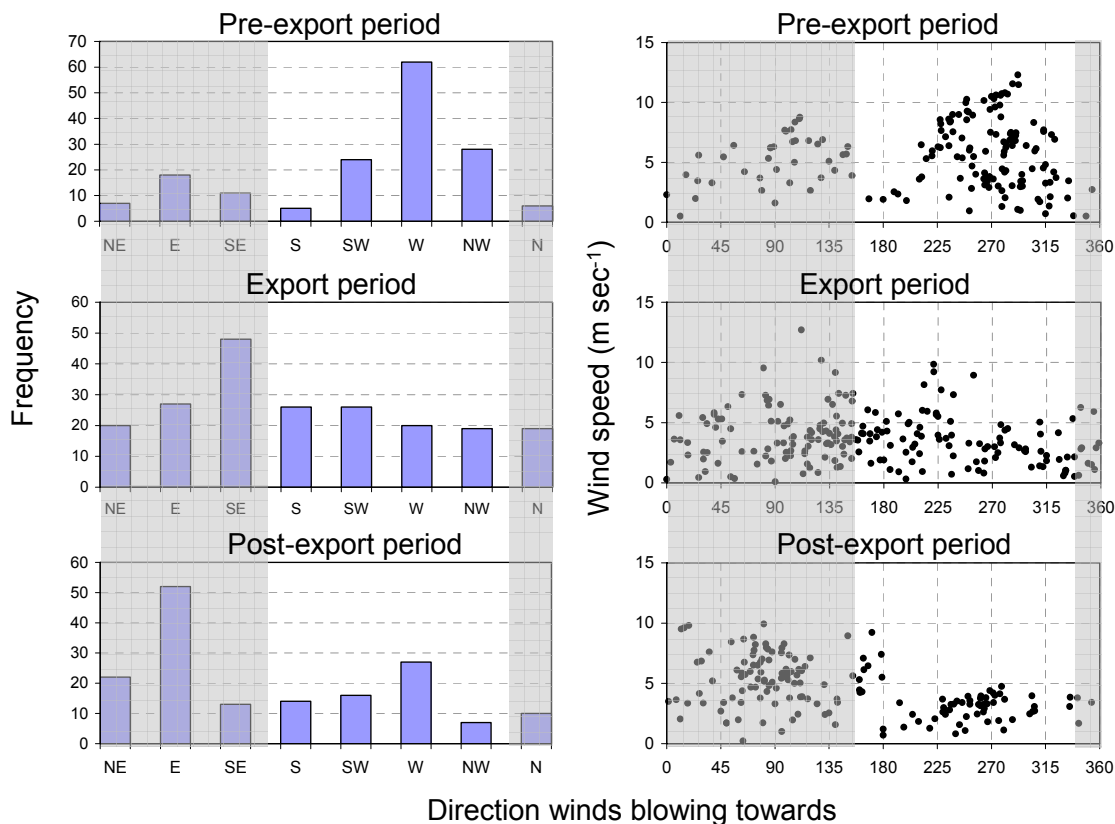 Pre-export period
70
60
50
40
30
20
10
0
NE E SE S SW W NW N
Export period
60
50
40
30
20
10
0
NE E SE S SW W NW N
Post-export period
60
50
40
30
20
10
0
NE E SE S SW W NW N
Frequency
Pre-export period
15
10
5
0
0 45 90 135 180 225 270 315 360
Export period
15
10
5
0
0 45 90 135 180 225 270 315 360
Post-export period
15
10
5
0
0 45 90 135 180 225 270 315 360
Wind speed (m sec⁻¹)
Direction winds blowing towards